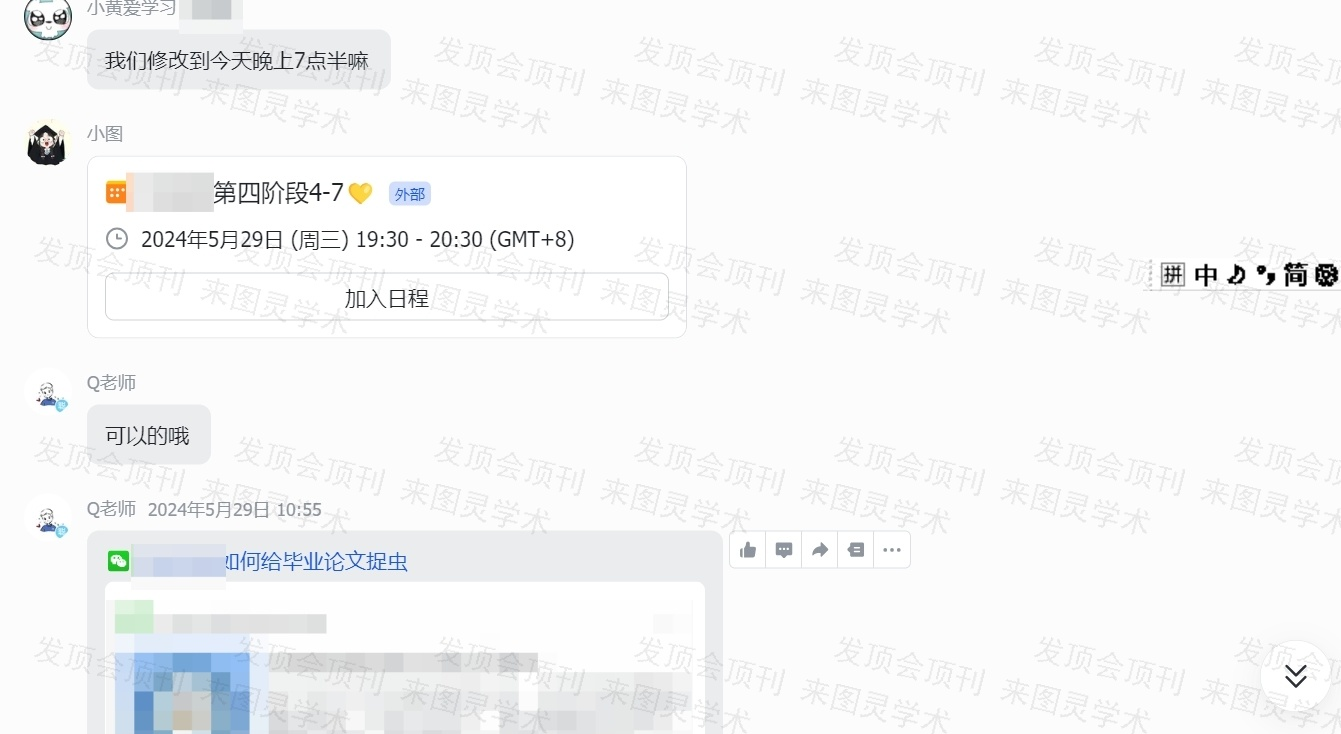 小黄爱学习
我们修改到今天晚上7点半嘛
小图
第四阶段4-7💛 外部
2024年5月29日 (周三) 19:30 - 20:30 (GMT+8)
加入日程
拼 中 简
Q老师
可以的哦
Q老师 2024年5月29日 10:55
如何给毕业论文捉虫
发顶会顶刊
来图灵学术